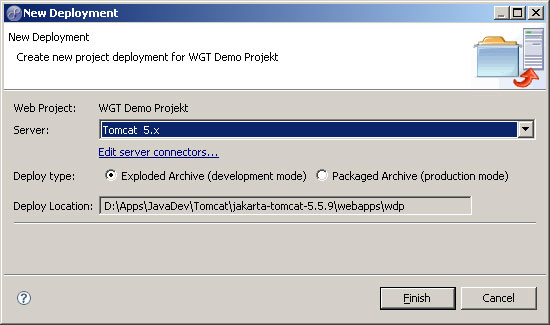 New Deployment
New Deployment
Create new project deployment for WGT Demo Projekt
Web Project: WGT Demo Projekt
Server: Tomcat 5.x
Edit server connectors...
Deploy type: Exploded Archive (development mode) Packaged Archive (production mode)
Deploy Location: D:\Apps\JavaDev\Tomcat\jakarta-tomcat-5.5.9\webapps\wdp
? Finish Cancel